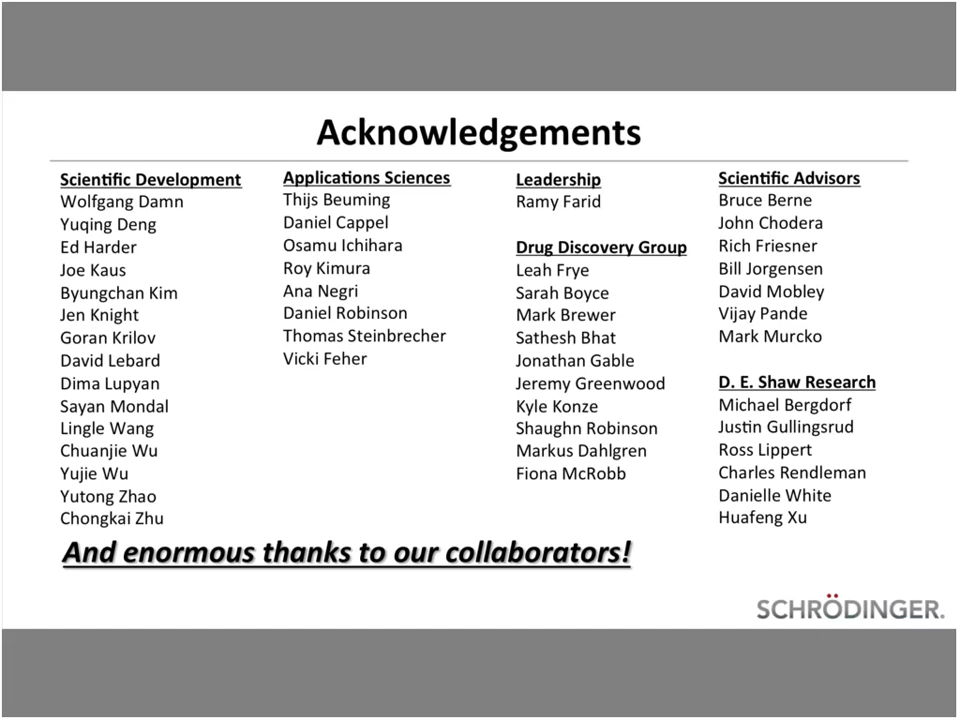 Acknowledgements
Scientific Development
Wolfgang Damn
Yuqing Deng
Ed Harder
Joe Kaus
Byungchan Kim
Jen Knight
Goran Krilov
David Lebard
Dima Lupyan
Sayan Mondal
Lingle Wang
Chuanjie Wu
Yujie Wu
Yutong Zhao
Chongkai Zhu
Applications Sciences
Thijs Beuming
Daniel Cappel
Osamu Ichihara
Roy Kimura
Ana Negri
Daniel Robinson
Thomas Steinbrecher
Vicki Feher
Leadership
Ramy Farid
Drug Discovery Group
Leah Frye
Sarah Boyce
Mark Brewer
Sathesh Bhat
Jonathan Gable
Jeremy Greenwood
Kyle Konze
Shaughn Robinson
Markus Dahlgren
Fiona McRobb
Scientific Advisors
Bruce Berne
John Chodera
Rich Friesner
Bill Jorgensen
David Mobley
Vijay Pande
Mark Murcko
D. E. Shaw Research
Michael Bergdorf
Justin Gullingsrud
Ross Lippert
Charles Rendleman
Danielle White
Huafeng Xu
And enormous thanks to our collaborators!
SCHRÖDINGER.